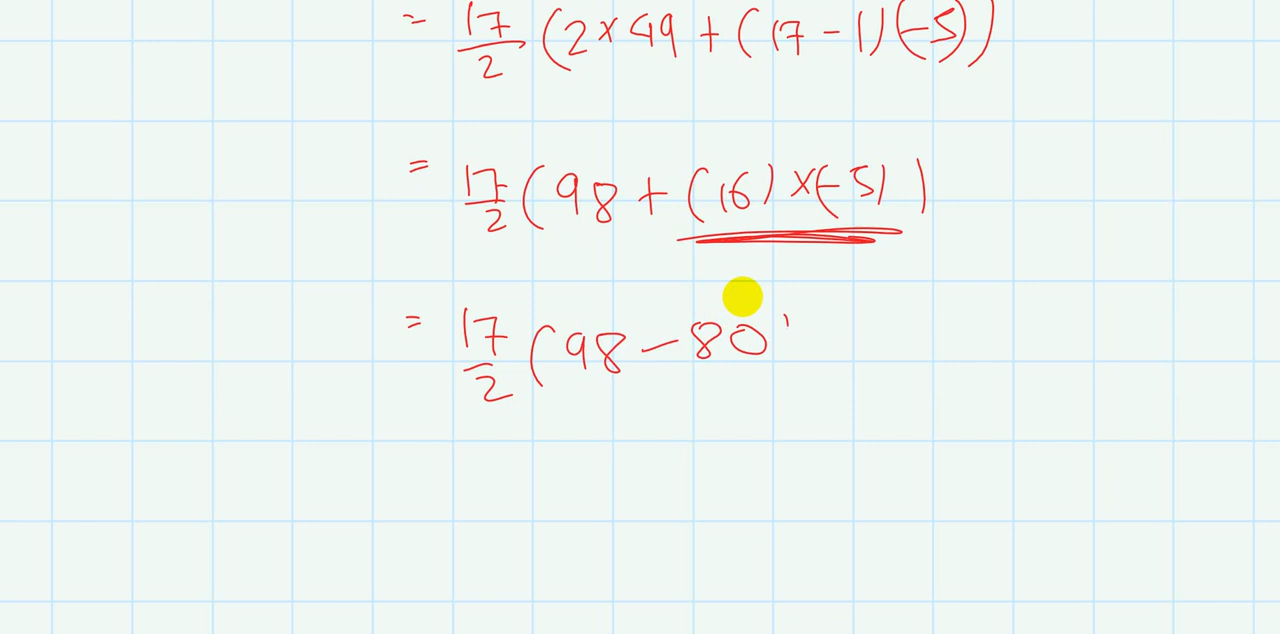 = 17/2 (2×49 + (17 - 1)(-5))
= 17/2 (98 + (16) ×(-5))
= 17/2 (98 - 80